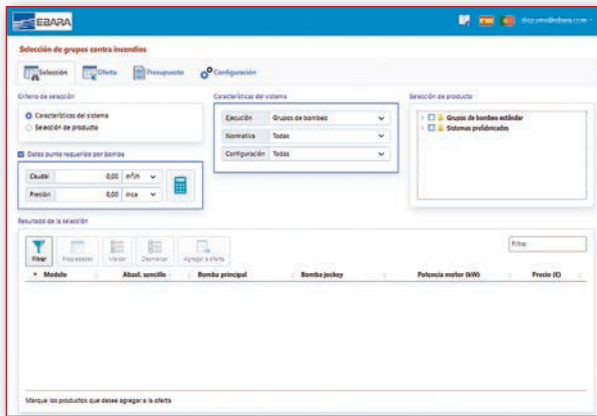 EBARA
Selección de grupos contra incendios
Selección Oferta Presupuesto Configuración
Criterio de selección
Características del sistema
Selección de producto
Características del sistema
Ejecución Grupos de bombeo
Normativa Todas
Configuración Todas
Selección de producto
Grupos de bombeo estándar
Sistemas prefabricados
Datos punto requerido por bomba
Caudal 0,00 m³/h
Presión 0,00 mca
Resultado de la selección
Filtrar Propiedades Marcar Desmarcar Agregar a oferta Filtrar
Modelo Abast. sencillo Bomba principal Bomba jockey Potencia motor (kW) Precio (€)
Marque los productos que desee agregar a la oferta